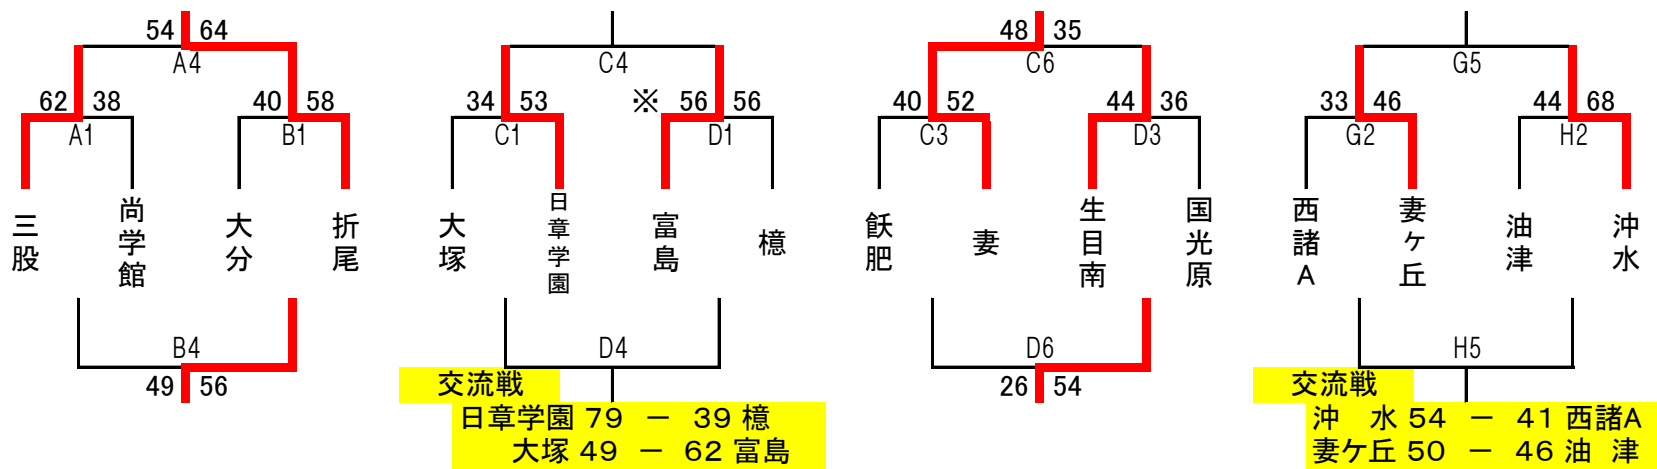 54 64
A4
62 38
A1
40 58
B1
三股
尚学館
大分
折尾
B4
49 56
C4
34 53
C1
※ 56 56
D1
大塚
日章学園
富島
檍
D4
交流戦
日章学園 79 － 39 檍
大塚 49 － 62 富島
48 35
C6
40 52
C3
44 36
D3
飫肥
妻
生目南
国光原
D6
26 54
G5
33 46
G2
44 68
H2
西諸A
妻ヶ丘
油津
沖水
H5
交流戦
沖　水 54 － 41 西諸A
妻ケ丘 50 － 46 油 津